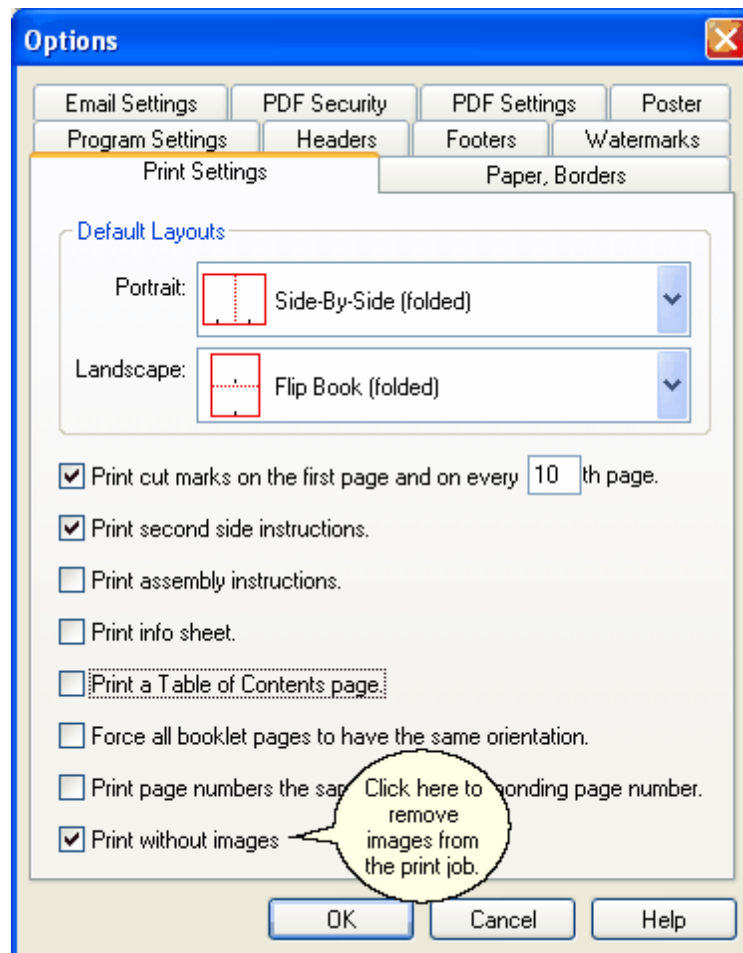 Options
Email Settings PDF Security PDF Settings Poster
Program Settings Headers Footers Watermarks
Print Settings Paper, Borders
Default Layouts
Portrait: Side-By-Side (folded)
Landscape: Flip Book (folded)
Print cut marks on the first page and on every 10 th page.
Print second side instructions.
Print assembly instructions.
Print info sheet.
Print a Table of Contents page.
Force all booklet pages to have the same orientation.
Print page numbers the page number.
Print without images
Click here to
remove
images from
the print job.
OK Cancel Help